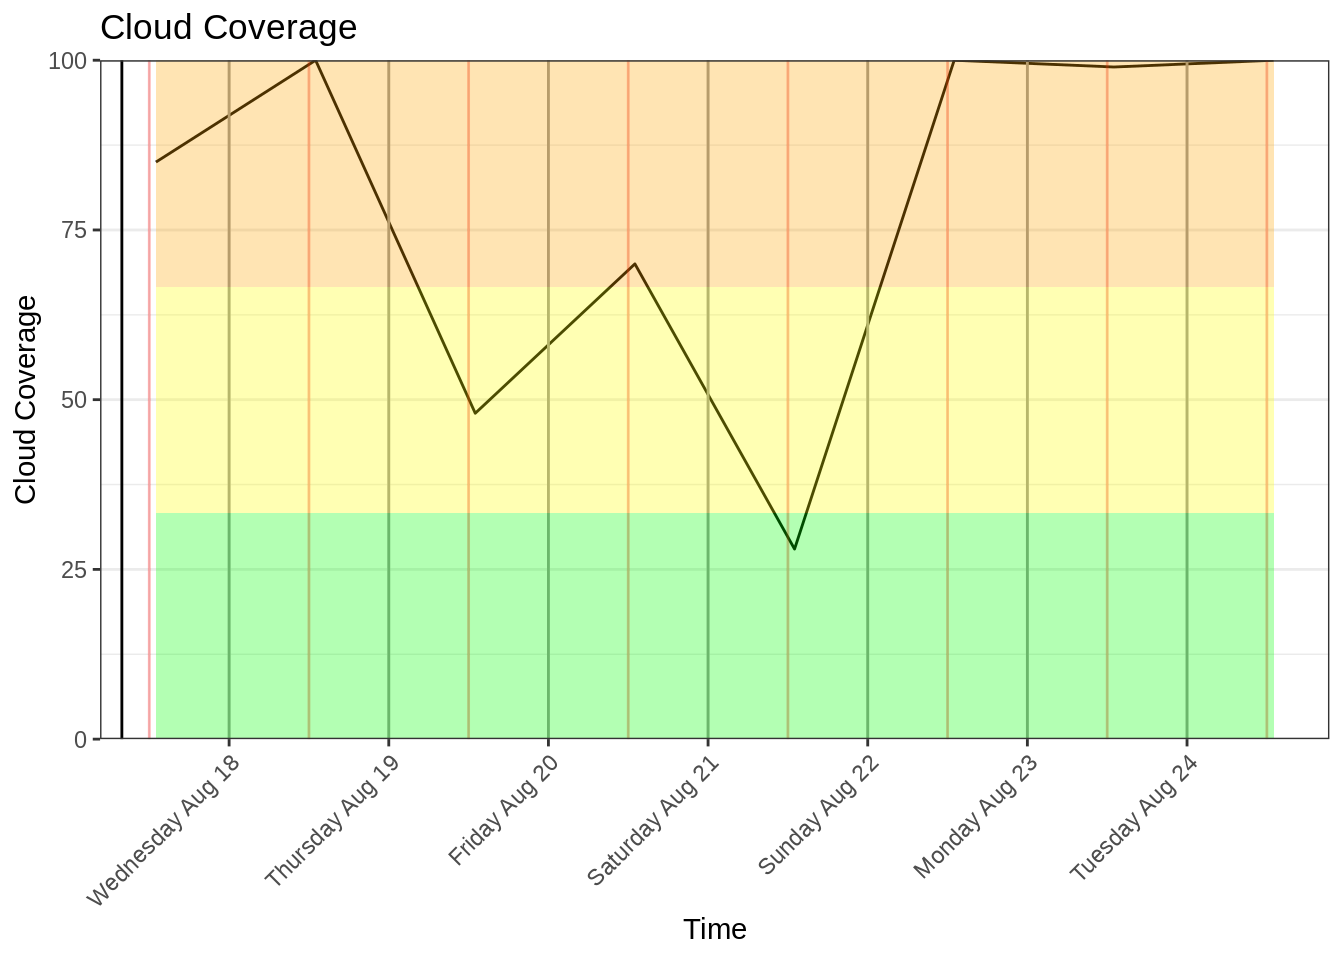 Cloud Coverage
Cloud Coverage
100
75
50
25
0
Wednesday Aug 18
Thursday Aug 19
Friday Aug 20
Saturday Aug 21
Sunday Aug 22
Monday Aug 23
Tuesday Aug 24
Time